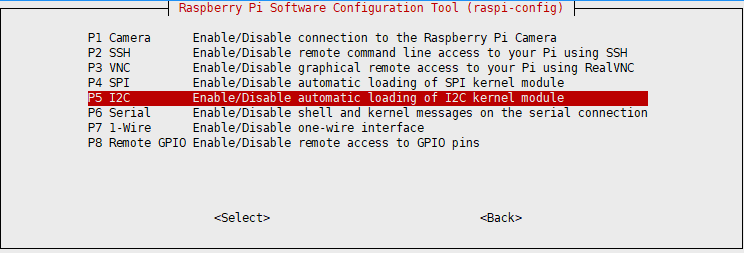 Raspberry Pi Software Configuration Tool (raspi-config)
P1 Camera Enable/Disable connection to the Raspberry Pi Camera
P2 SSH Enable/Disable remote command line access to your Pi using SSH
P3 VNC Enable/Disable graphical remote access to your Pi using RealVNC
P4 SPI Enable/Disable automatic loading of SPI kernel module
P5 I2C Enable/Disable automatic loading of I2C kernel module
P6 Serial Enable/Disable shell and kernel messages on the serial connection
P7 1-Wire Enable/Disable one-wire interface
P8 Remote GPIO Enable/Disable remote access to GPIO pins
<Select> <Back>